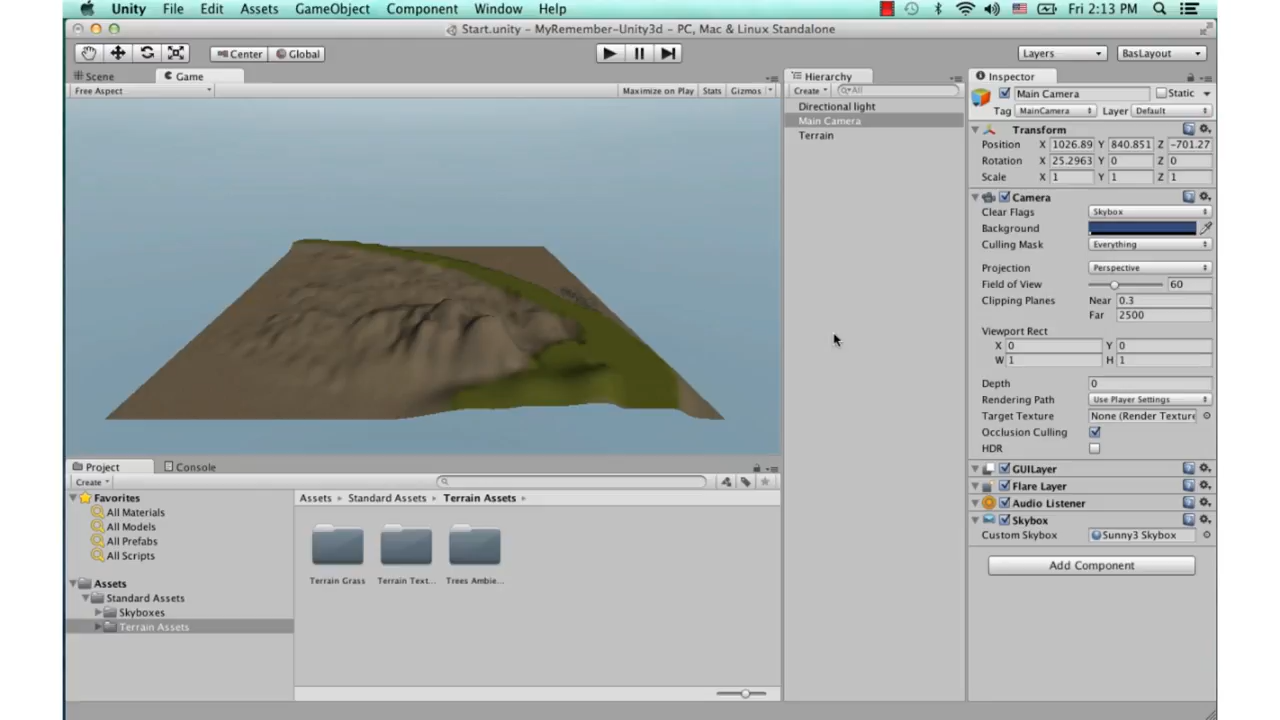 Unity File Edit Assets GameObject Component Window Help Fri 2:13 PM
Start.unity - MyRemember-Unity3d - PC, Mac & Linux Standalone
Center Global Layers BasLayout
Scene Game
Free Aspect Maximize on Play Stats Gizmos
Hierarchy
Create All
Directional light
Main Camera
Terrain
Inspector
Main Camera Static
Tag MainCamera Layer Default
Transform
Position X 1026.89 Y 840.851 Z -701.27
Rotation X 25.2963 Y 0 Z 0
Scale X 1 Y 1 Z 1
Camera
Clear Flags Skybox
Background
Culling Mask Everything
Projection Perspective
Field of View 60
Clipping Planes Near 0.3
Far 2500
Viewport Rect
X 0 Y 0
W 1 H 1
Depth 0
Rendering Path Use Player Settings
Target Texture None (Render Texture
Occlusion Culling
HDR
GUILayer
Flare Layer
Audio Listener
Skybox
Custom Skybox Sunny3 Skybox
Add Component
Project Console
Create
Favorites
All Materials
All Models
All Prefabs
All Scripts
Assets
Standard Assets
Skyboxes
Terrain Assets
Assets Standard Assets Terrain Assets
Terrain Grass Terrain Text... Trees Ambie...